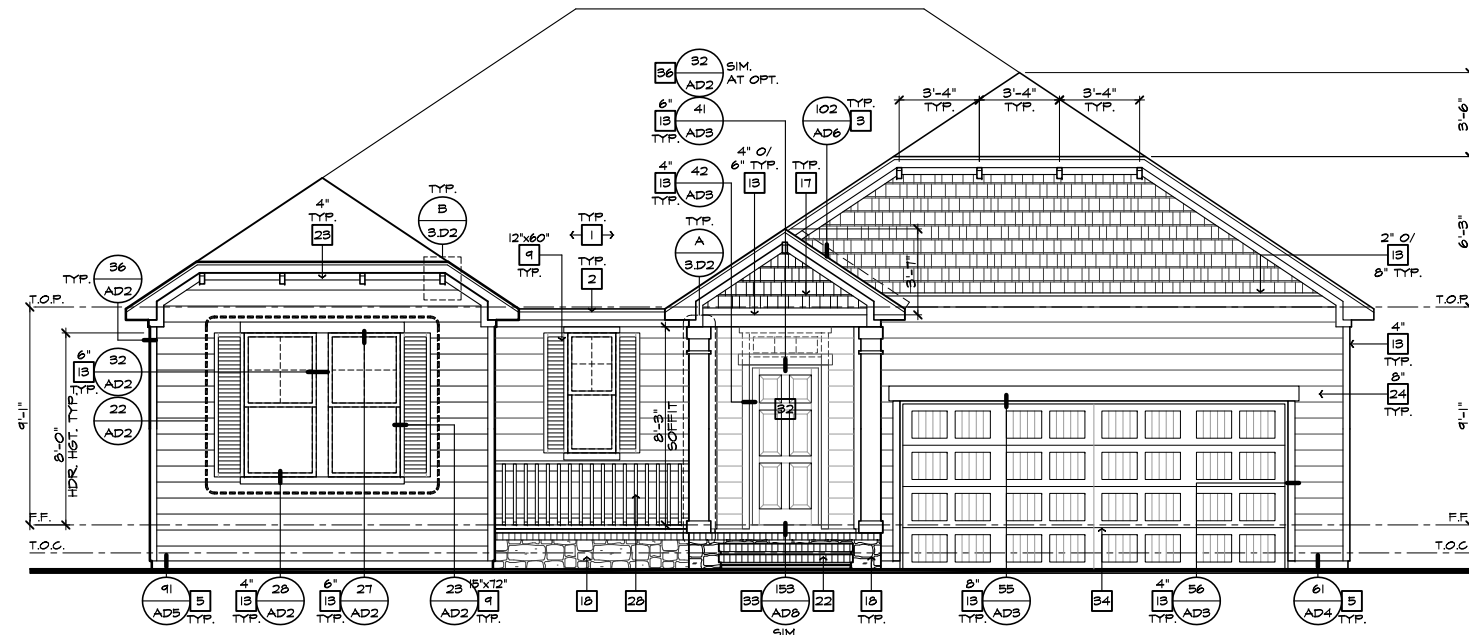 32
36
AD2
SIM.
AT OPT.
6"
41
13
AD3
TYP.
102
TYP.
3
AD6
3'-4"
TYP.
3'-4"
TYP.
3'-4"
TYP.
3'-6"
4"
42
13
AD3
TYP.
4" O/
6" TYP.
13
TYP.
17
TYP.
B
3.D2
4"
TYP.
23
TYP.
1
TYP.
2
12"x60"
9
TYP.
TYP.
A
3.D2
6'-3"
2" O/
13
8" TYP.
TYP.
36
AD2
3'-7"
T.O.P.
T.O.P.
6"
32
13
AD2
TYP.
22
AD2
9'-1"
8'-0"
HDR. HGT. TYP.
8'-3"
SOFFIT
32
4"
13
TYP.
8"
24
TYP.
9'-1"
F.F.
F.F.
T.O.C.
T.O.C.
91
AD5
5
TYP.
4"
13
TYP.
28
AD2
6"
13
TYP.
27
AD2
23
AD2
15"x72"
9
TYP.
18
28
33
153
AD8
SIM
22
18
TYP.
8"
13
TYP.
55
AD3
34
4"
13
TYP.
56
AD3
61
AD4
5
TYP.